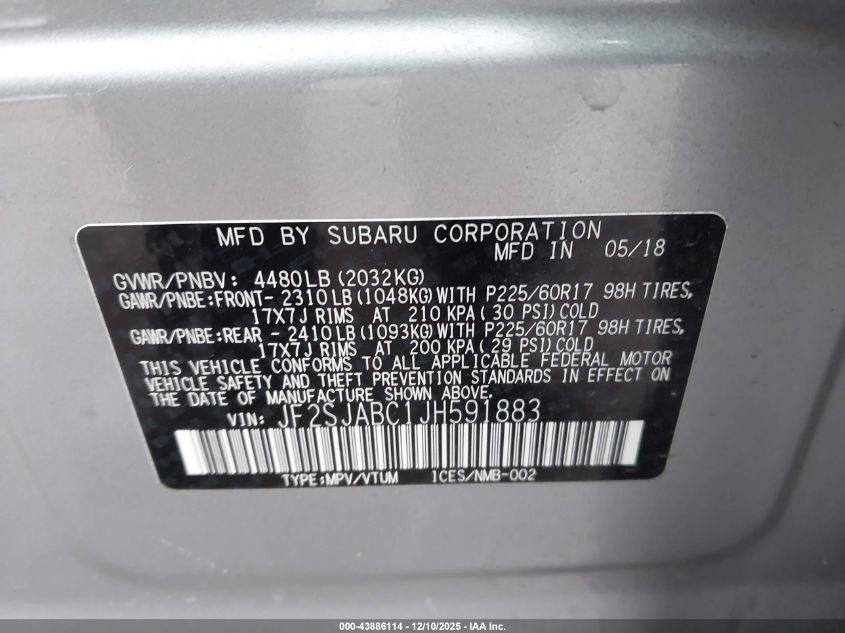 MFD BY SUBARU CORPORATION
MFD IN 05/18
GVWR/PNBV: 4480LB(2032KG)
GAWR/PNBE:FRONT- 2310LB(1048KG)WITH P225/60R17 98H TIRES,
17X7J RIMS AT 210 KPA(30 PSI)COLD
GAWR/PNBE:REAR - 2410LB(1093KG)WITH P225/60R17 98H TIRES,
17X7J RIMS AT 200 KPA(29 PSI)COLD
THIS VEHICLE CONFORMS TO ALL APPLICABLE FEDERAL MOTOR
VEHICLE SAFETY AND THEFT PREVENTION STANDARDS IN EFFECT ON
THE DATE OF MANUFACTURE SHOWN ABOVE.
VIN: JF2SJABC1JH591883
TYPE:MPV/VTUM ICES/NMB-002
000-43886114 - 12/10/2025 - IAA Inc.